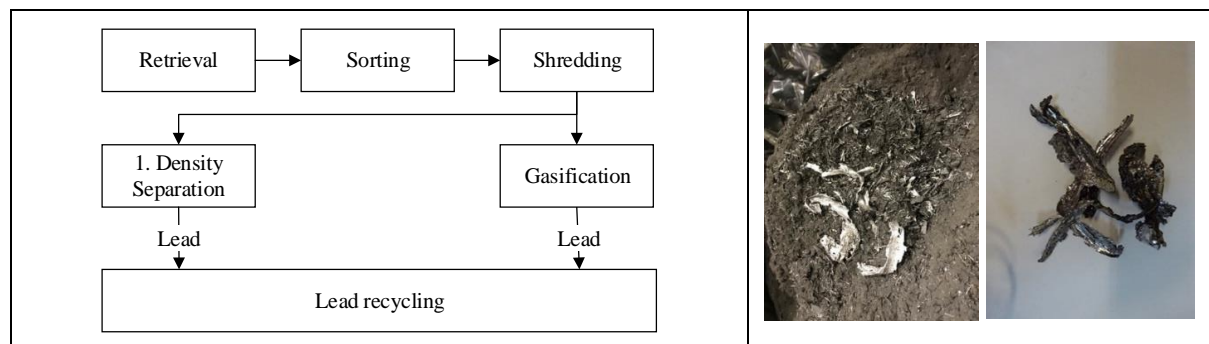 Retrieval
Sorting
Shredding
1. Density
Separation
Gasification
Lead
Lead
Lead recycling